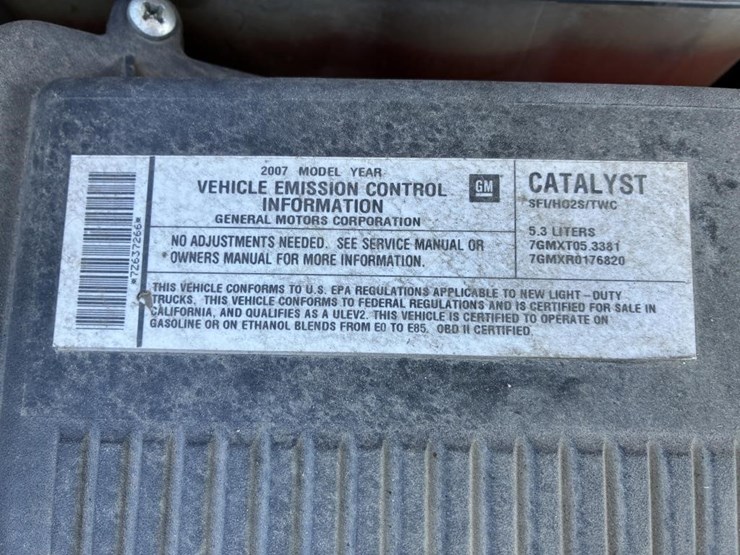 2007 MODEL YEAR
VEHICLE EMISSION CONTROL
INFORMATION
GENERAL MOTORS CORPORATION
GM
NO ADJUSTMENTS NEEDED. SEE SERVICE MANUAL OR
OWNERS MANUAL FOR MORE INFORMATION.
CATALYST
SFI/HO2S/TWC
5.3 LITERS
7GMXT05.3381
7GMXR0176820
THIS VEHICLE CONFORMS TO U.S. EPA REGULATIONS APPLICABLE TO NEW LIGHT-DUTY
TRUCKS. THIS VEHICLE CONFORMS TO FEDERAL REGULATIONS AND IS CERTIFIED FOR SALE IN
CALIFORNIA, AND QUALIFIES AS A ULEV2. THIS VEHICLE IS CERTIFIED TO OPERATE ON
GASOLINE OR ON ETHANOL BLENDS FROM E0 TO E85. OBD II CERTIFIED
*72637266*